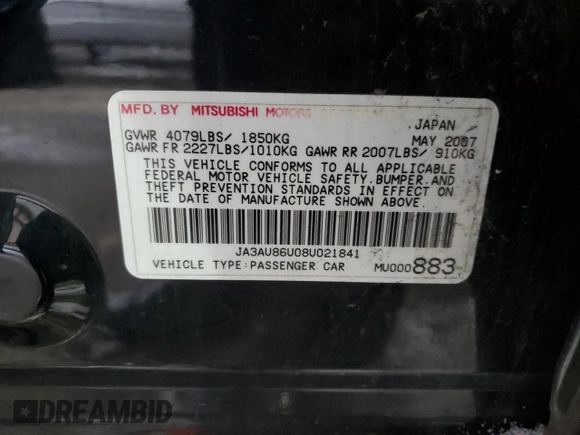 MFD. BY MITSUBISHI MOTORS
JAPAN
GVWR 4079LBS/ 1850KG MAY 2007
GAWR FR 2227LBS/1010KG GAWR RR 2007LBS/ 910KG
THIS VEHICLE CONFORMS TO ALL APPLICABLE
FEDERAL MOTOR VEHICLE SAFETY.BUMPER.AND
THEFT PREVENTION STANDARDS IN EFFECT ON
THE DATE OF MANUFACTURE SHOWN ABOVE.
JA3AU86U08U021841
VEHICLE TYPE:PASSENGER CAR MU000883
DREAMBID